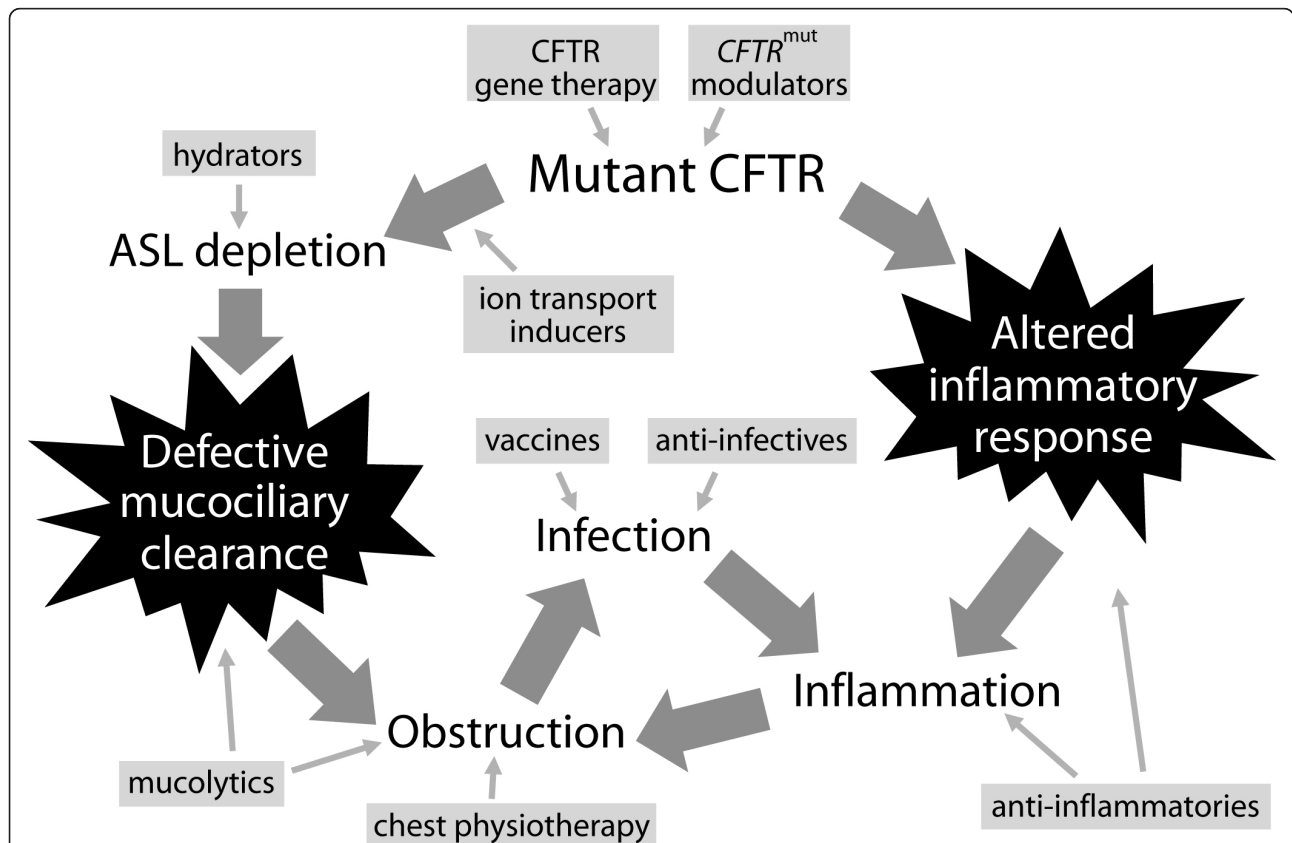 CFTR
gene therapy
CFTR^mut
modulators
hydrators
Mutant CFTR
ASL depletion
ion transport
inducers
Altered
inflammatory
response
Defective
mucociliary
clearance
vaccines
anti-infectives
Infection
Inflammation
Obstruction
mucolytics
chest physiotherapy
anti-inflammatories